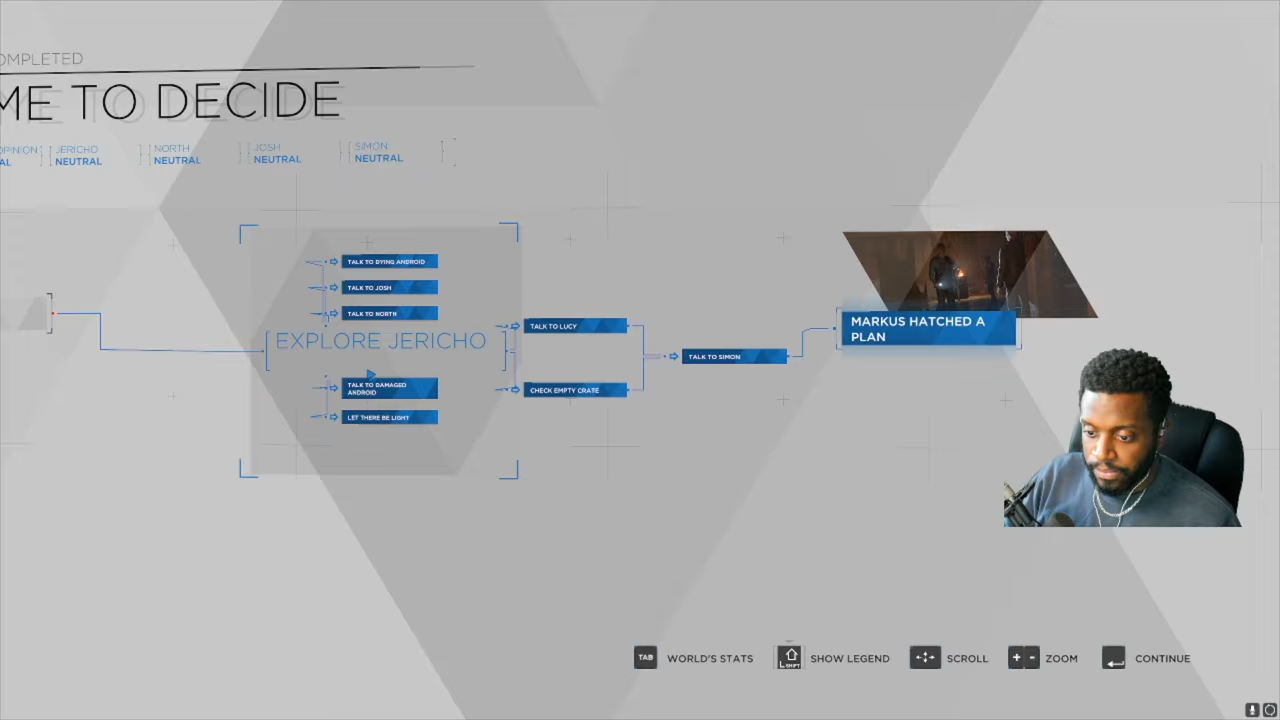 OMPLETED
ME TO DECIDE
OPINION JERICHO NORTH JOSH SIMON
AL NEUTRAL NEUTRAL NEUTRAL NEUTRAL
TALK TO DYING ANDROID
TALK TO JOSH
TALK TO NORTH
EXPLORE JERICHO
TALK TO DAMAGED
ANDROID
LET THERE BE LIGHT
TALK TO LUCY
CHECK EMPTY CRATE
TALK TO SIMON
MARKUS HATCHED A
PLAN
TAB WORLD'S STATS L SHIFT SHOW LEGEND SCROLL + - ZOOM CONTINUE